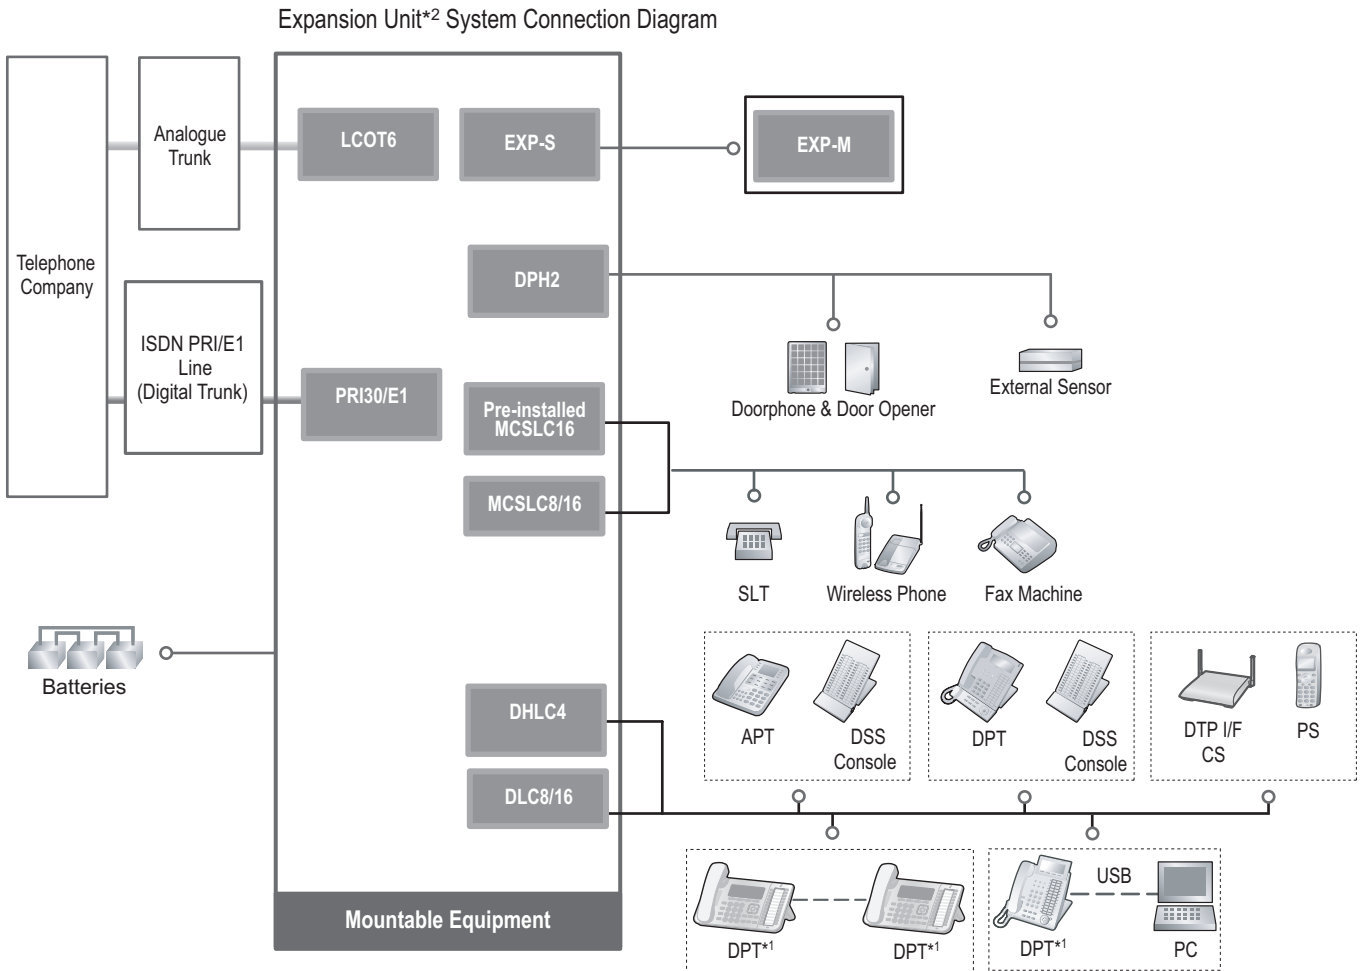 Expansion Unit*2 System Connection Diagram
Telephone
Company
Analogue
Trunk
ISDN PRI/E1
Line
(Digital Trunk)
LCOT6
EXP-S
EXP-M
DPH2
Doorphone & Door Opener
External Sensor
PRI30/E1
Pre-installed
MCSLC16
MCSLC8/16
SLT
Wireless Phone
Fax Machine
Batteries
DHLC4
DLC8/16
APT
DSS
Console
DPT
DSS
Console
DTP I/F
CS
PS
DPT*1
DPT*1
DPT*1
USB
PC
Mountable Equipment